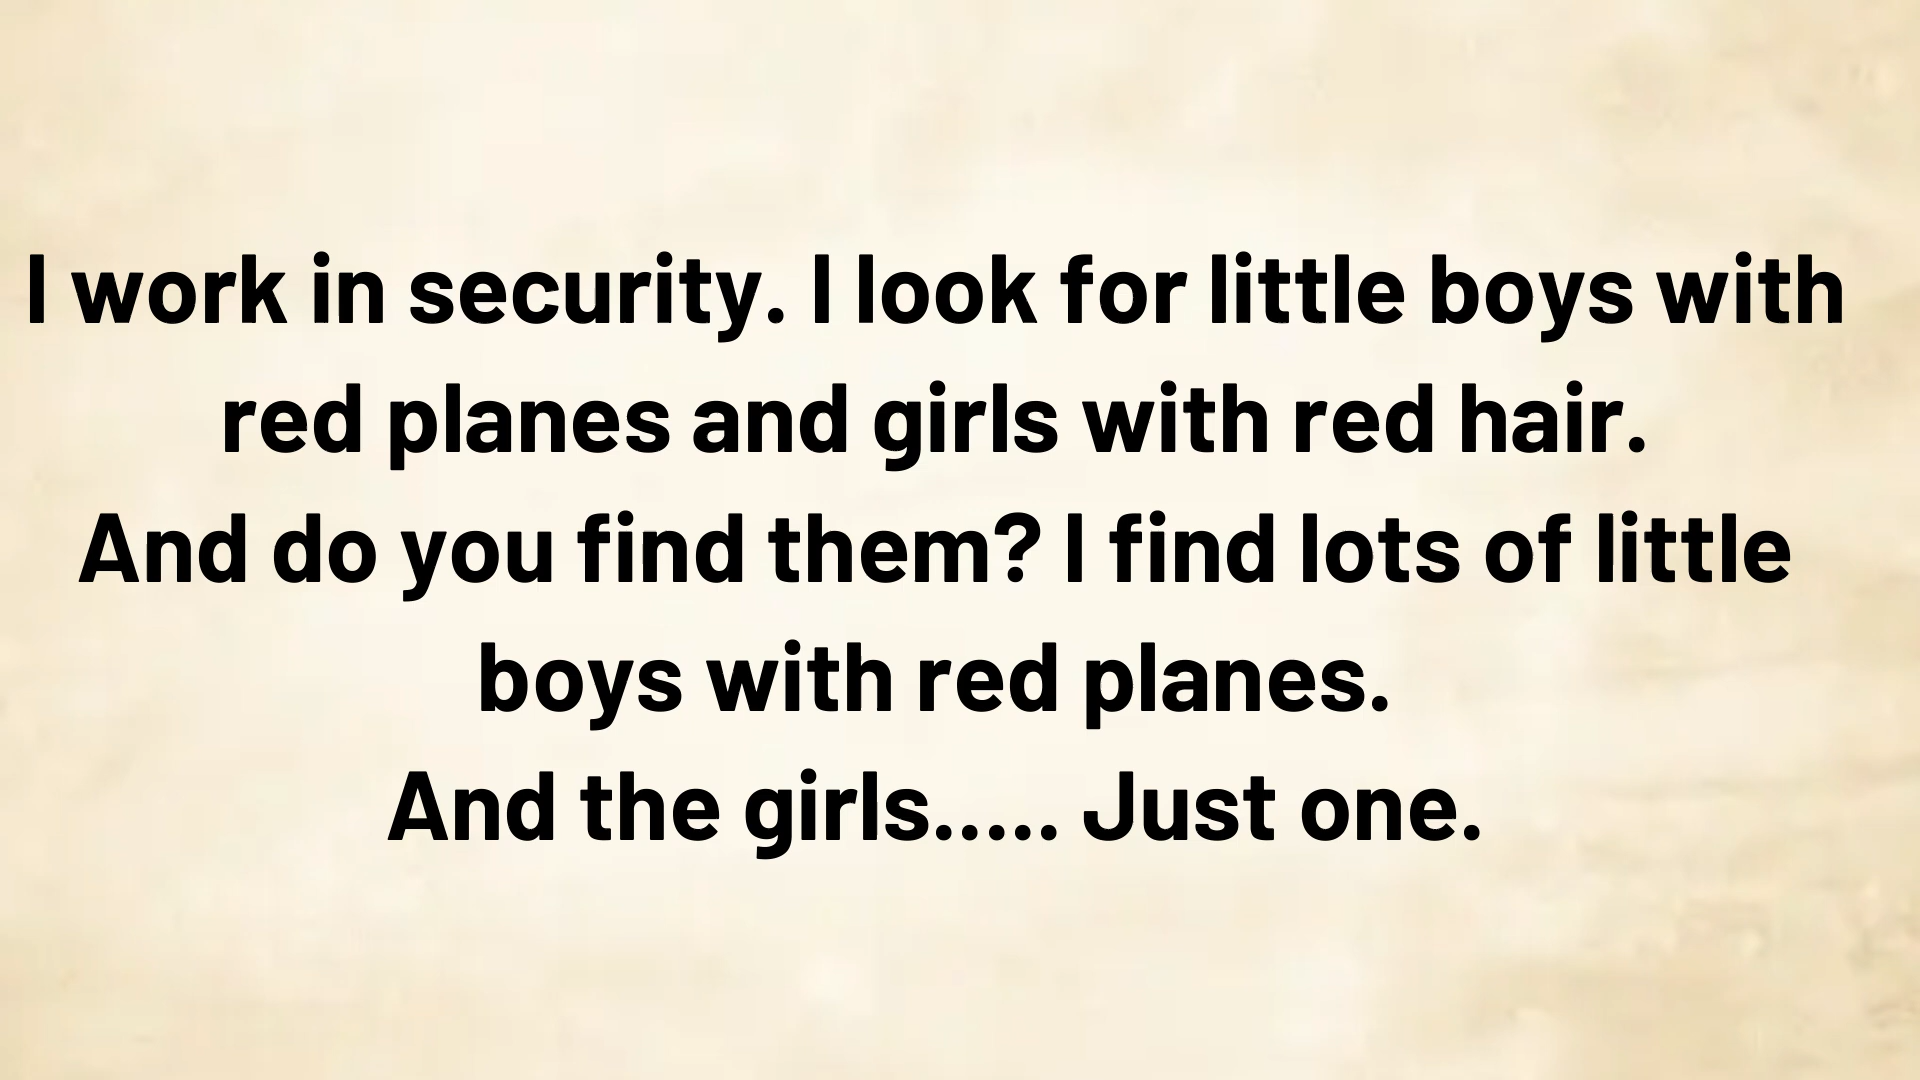 I work in security. I look for little boys with
red planes and girls with red hair.
And do you find them? I find lots of little
boys with red planes.
And the girls..... Just one.